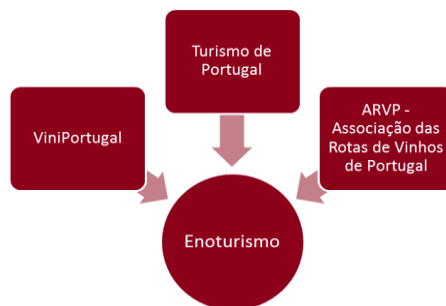 Turismo de
Portugal
ViniPortugal
ARVP -
Associação das
Rotas de Vinhos
de Portugal
Enoturismo